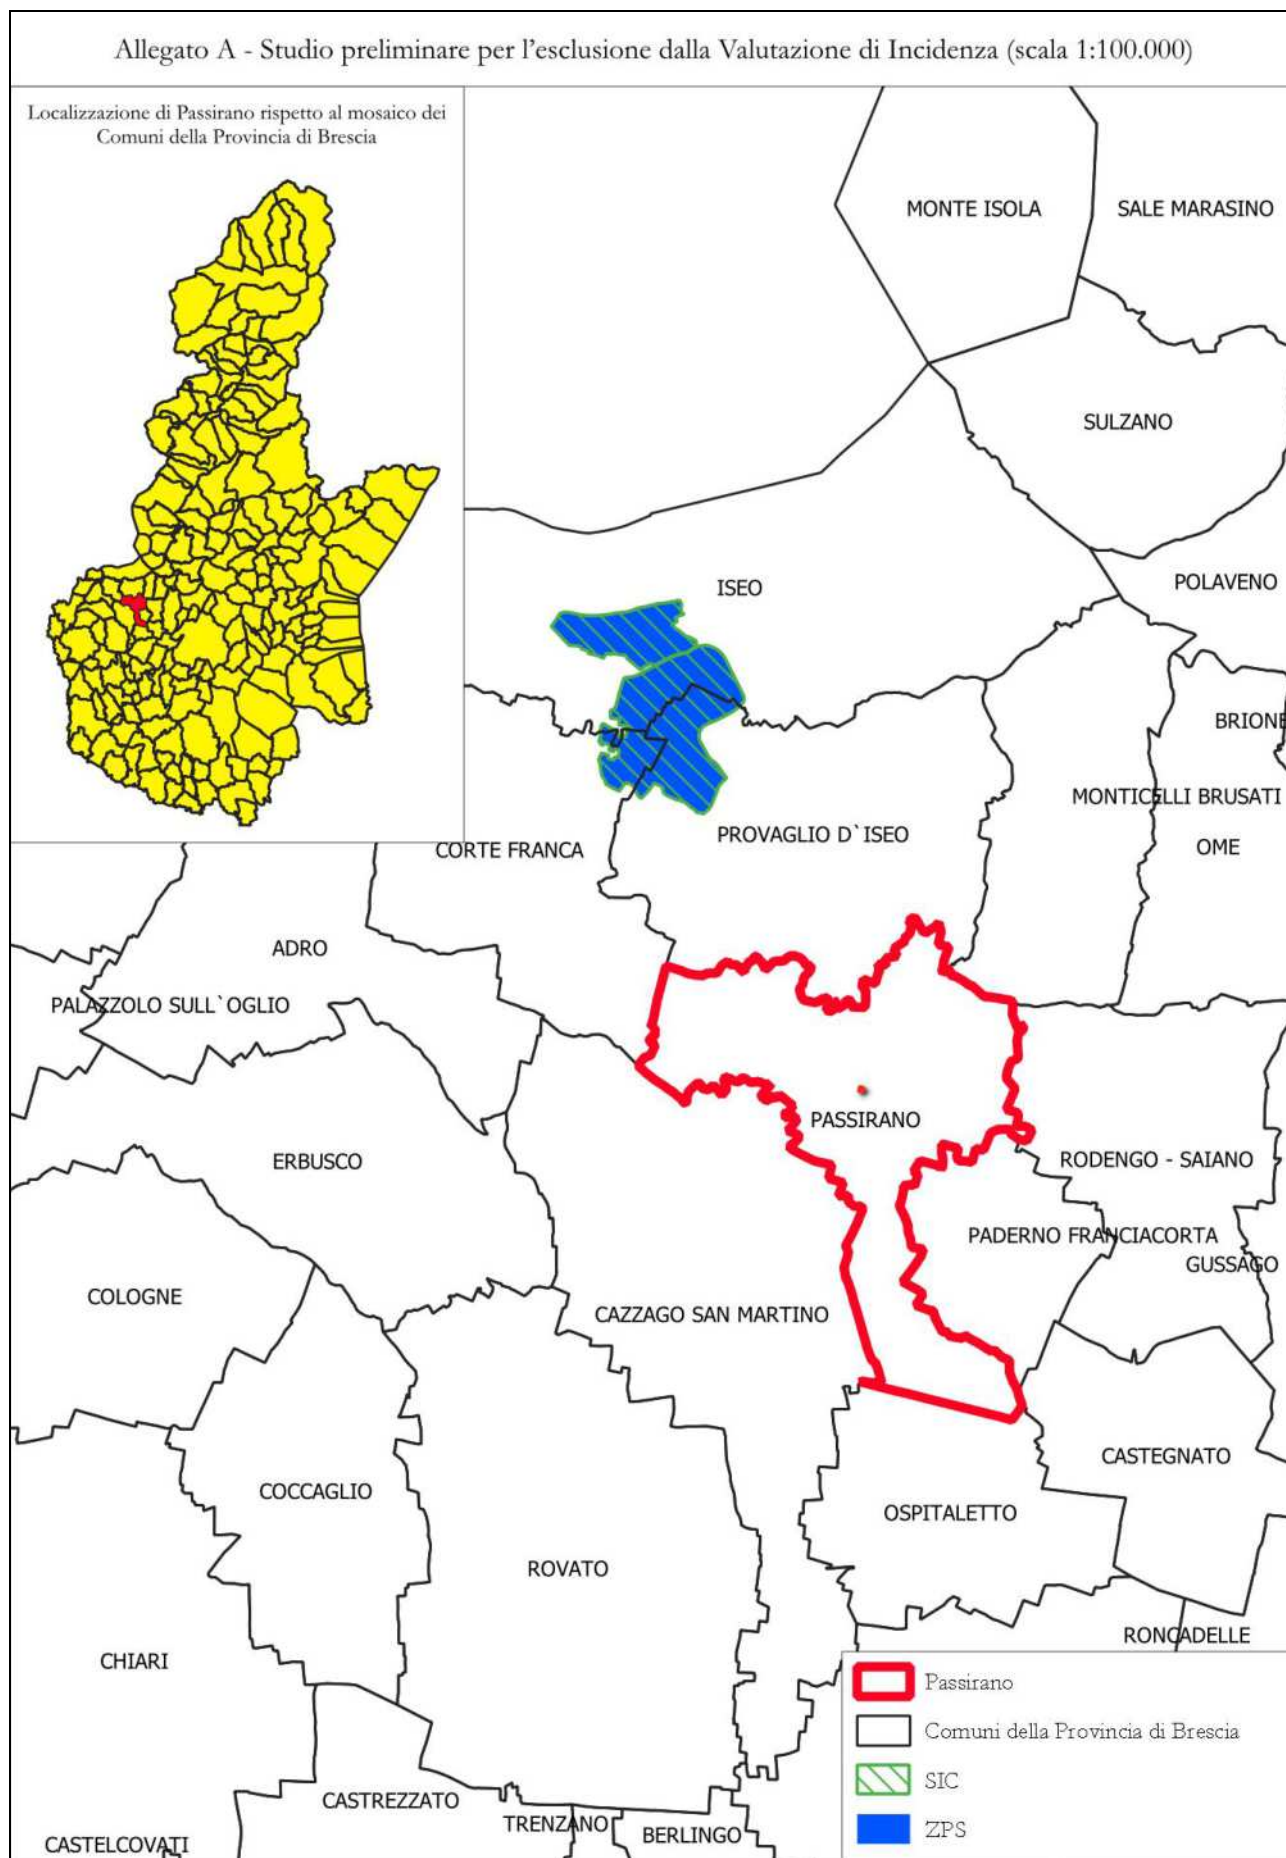 Allegato A - Studio preliminare per l'esclusione dalla Valutazione di Incidenza (scala 1:100.000)
Localizzazione di Passirano rispetto al mosaico dei
Comuni della Provincia di Brescia
MONTE ISOLA
SALE MARASINO
SULZANO
ISEO
POLAVENO
BRIONE
MONTICELLI BRUSATI
PROVAGLIO D`ISEO
OME
CORTE FRANCA
ADRO
PALAZZOLO SULL`OGLIO
PASSIRANO
ERBUSCO
RODENGO - SAIANO
PADERNO FRANCIACORTA
GUSSAGO
COLOGNE
CAZZAGO SAN MARTINO
CASTEGNATO
COCCAGLIO
OSPITALETTO
ROVATO
RONCADELLE
CHIARI
Passirano
Comuni della Provincia di Brescia
SIC
ZPS
CASTREZZATO
TRENZANO
BERLINGO
CASTELCOVATI